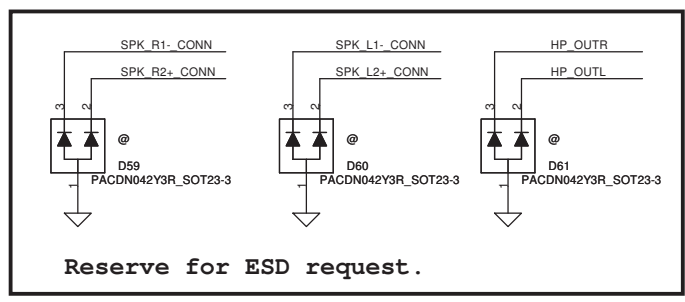 SPK_R1-_CONN
SPK_R2+_CONN
3
2
@
D59
PACDN042Y3R_SOT23-3
1
SPK_L1-_CONN
SPK_L2+_CONN
3
2
@
D60
PACDN042Y3R_SOT23-3
1
HP_OUTR
HP_OUTL
3
2
@
D61
PACDN042Y3R_SOT23-3
1
Reserve for ESD request.